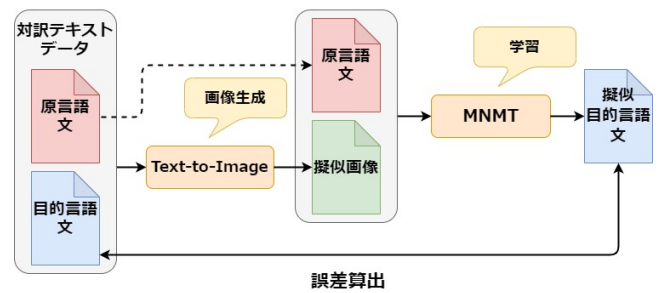 対訳テキスト
データ
原言語
文
目的言語
文
画像生成
Text-to-Image
原言語
文
擬似画像
学習
MNMT
擬似
目的言語
文
誤差算出